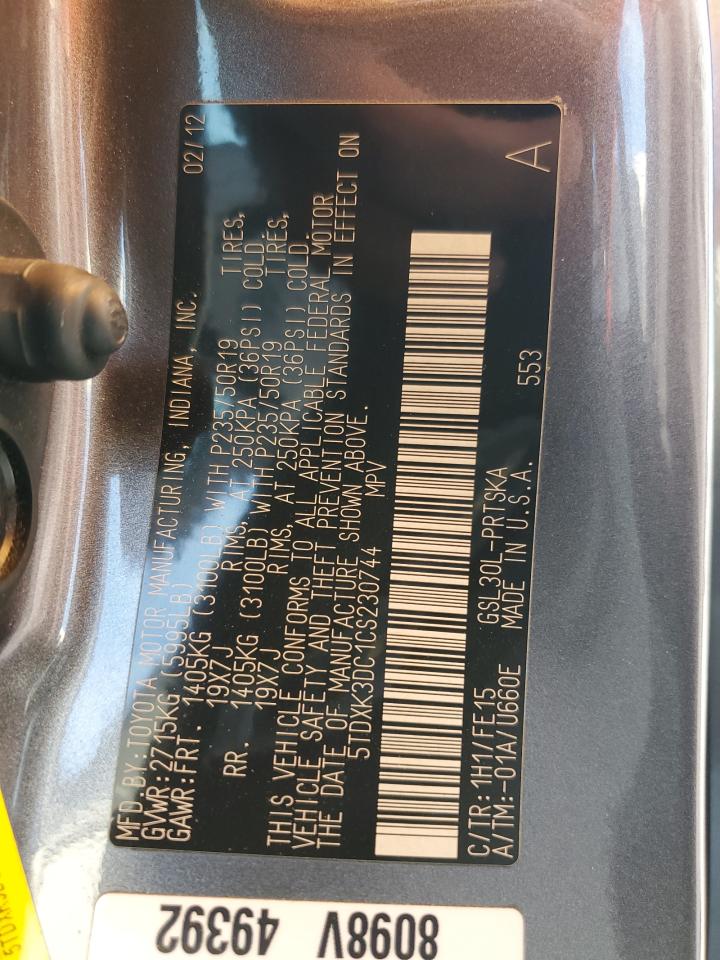 MFD.BY:TOYOTA MOTOR MANUFACTURING, INDIANA, INC. 02/12
GVWR:2715KG (5995LB)
GAWR:FRT. 1405KG (3100LB) WITH P235/50R19 TIRES,
19X7J RIMS, AT 250KPA (36PSI) COLD.
RR. 1405KG (3100LB) WITH P235/50R19 TIRES,
19X7J RIMS, AT 250KPA (36PSI) COLD.
THIS VEHICLE CONFORMS TO ALL APPLICABLE FEDERAL MOTOR
VEHICLE SAFETY AND THEFT PREVENTION STANDARDS IN EFFECT ON
THE DATE OF MANUFACTURE SHOWN ABOVE.
5TDXK3DC1CS230744 MPV
C/TR:1H1/FE15 GSL30L-PRTSKA 553 A
A/TM:-01A/U660E MADE IN U.S.A.
8098V
49392